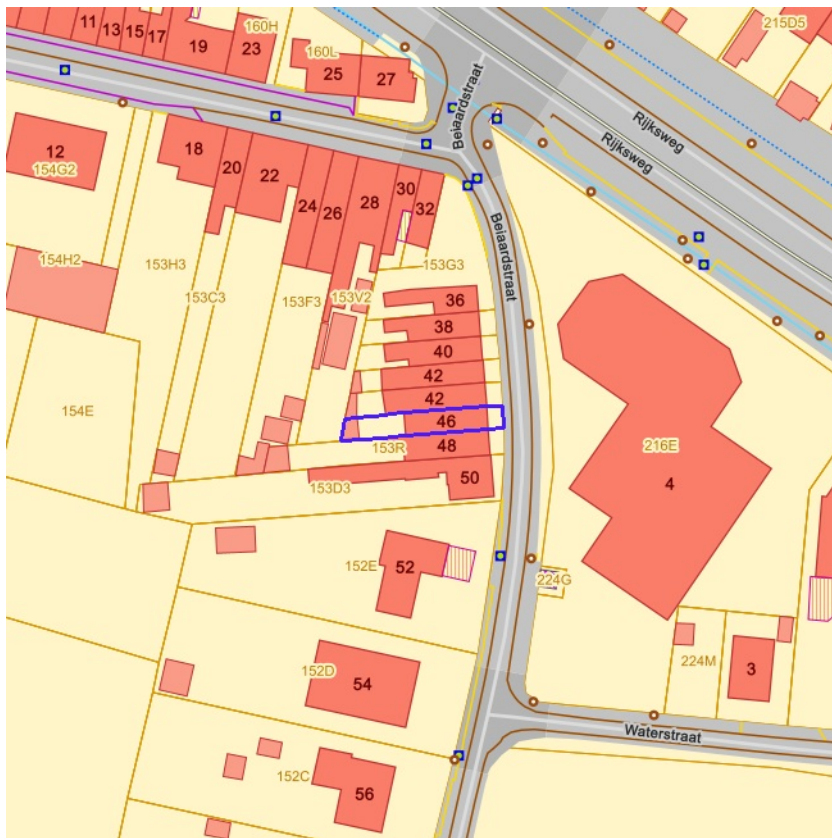 160H
215D5
11
13
15
17
19
23
160L
25
27
Beiaardstraat
Rijksweg
Rijksweg
12
154G2
18
20
22
24
26
28
30
32
Beiaardstraat
154H2
153H3
153C3
153F3
153V2
153G3
36
38
40
42
42
46
48
50
154E
153R
153D3
216E
4
152E
52
224G
152D
54
224M
3
Waterstraat
152C
56